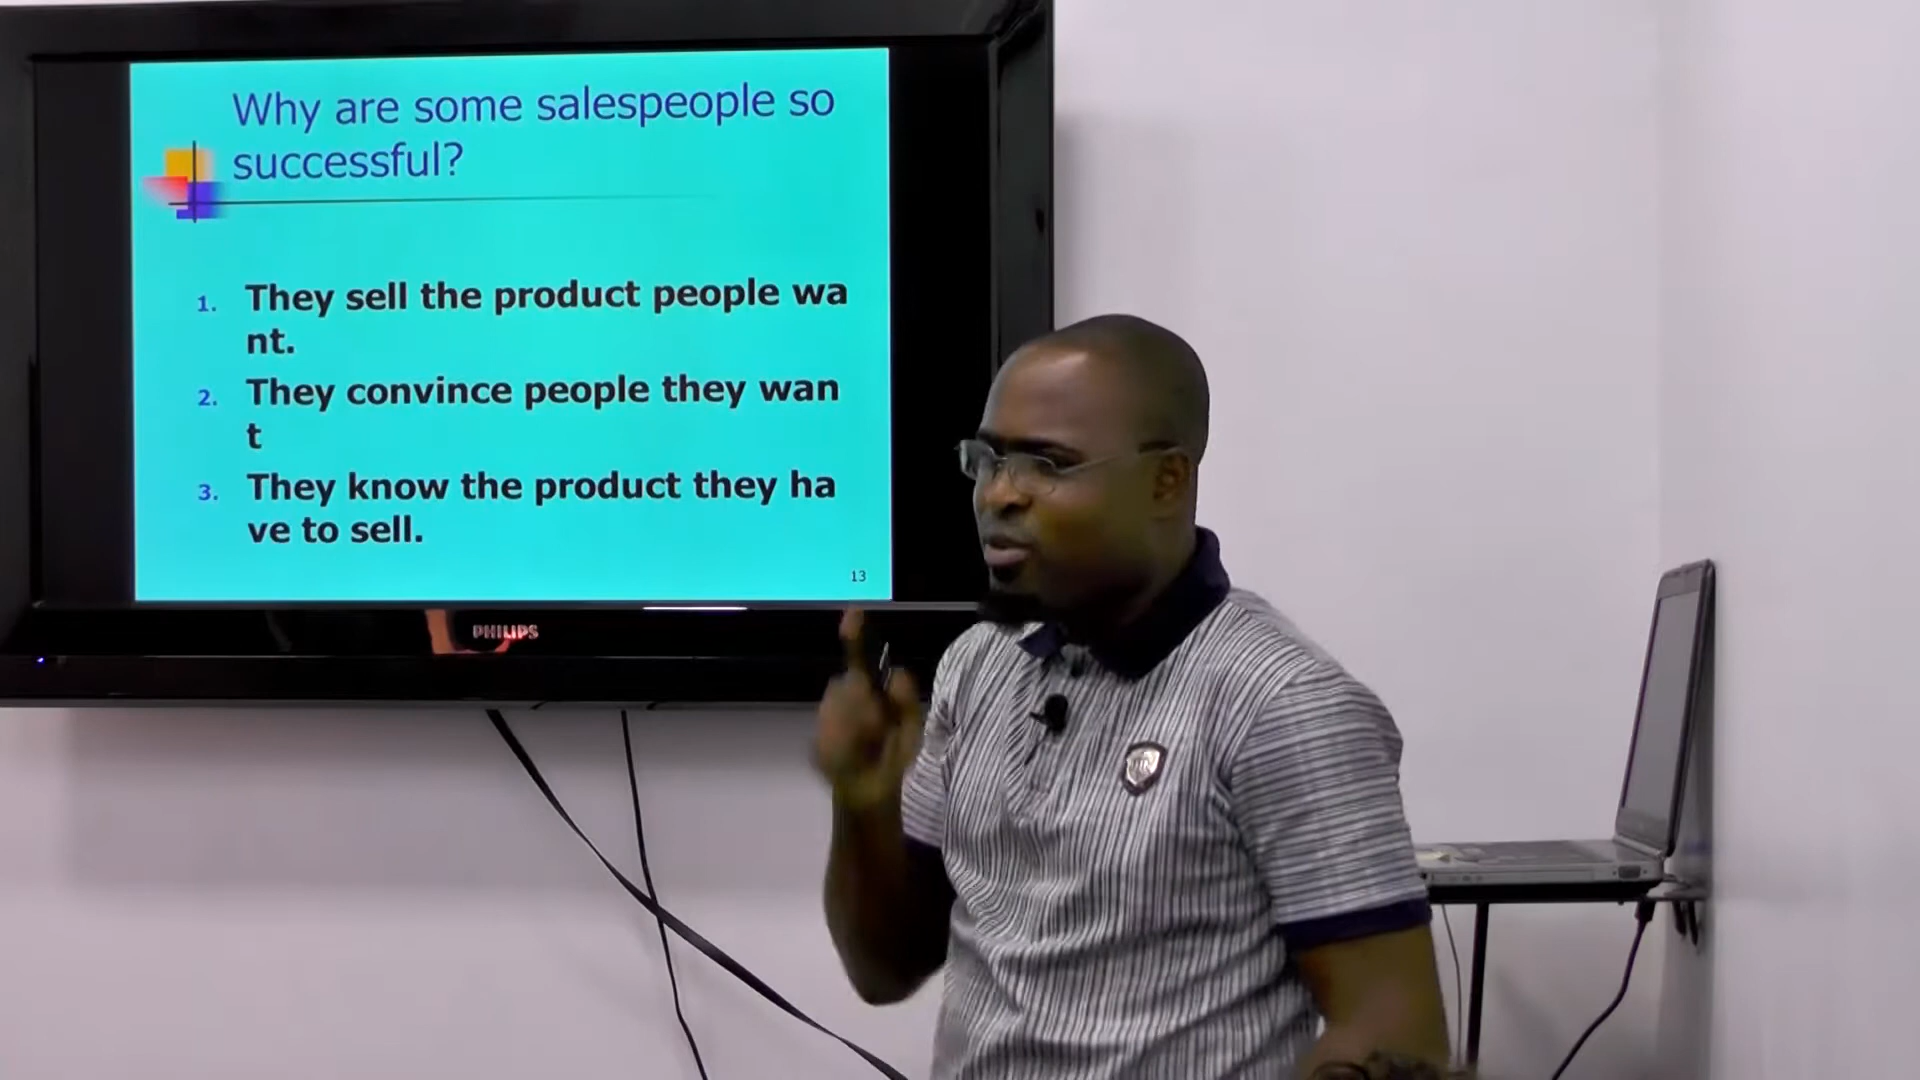 Why are some salespeople so
successful?
1. They sell the product people wa
nt.
2. They convince people they wan
t
3. They know the product they ha
ve to sell.
13
PHILIPS